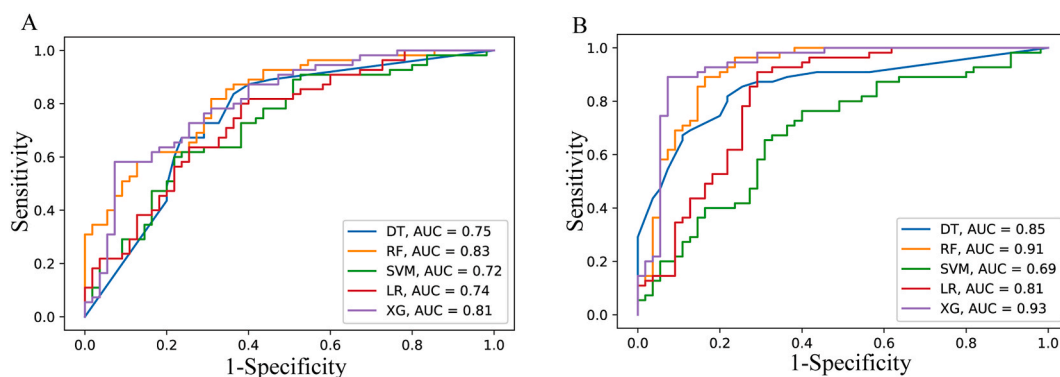 A
1.0
0.8
0.6
0.4
0.2
0.0
Sensitivity
0.0 0.2 0.4 0.6 0.8 1.0
1-Specificity
DT, AUC = 0.75
RF, AUC = 0.83
SVM, AUC = 0.72
LR, AUC = 0.74
XG, AUC = 0.81
B
1.0
0.8
0.6
0.4
0.2
0.0
Sensitivity
0.0 0.2 0.4 0.6 0.8 1.0
1-Specificity
DT, AUC = 0.85
RF, AUC = 0.91
SVM, AUC = 0.69
LR, AUC = 0.81
XG, AUC = 0.93